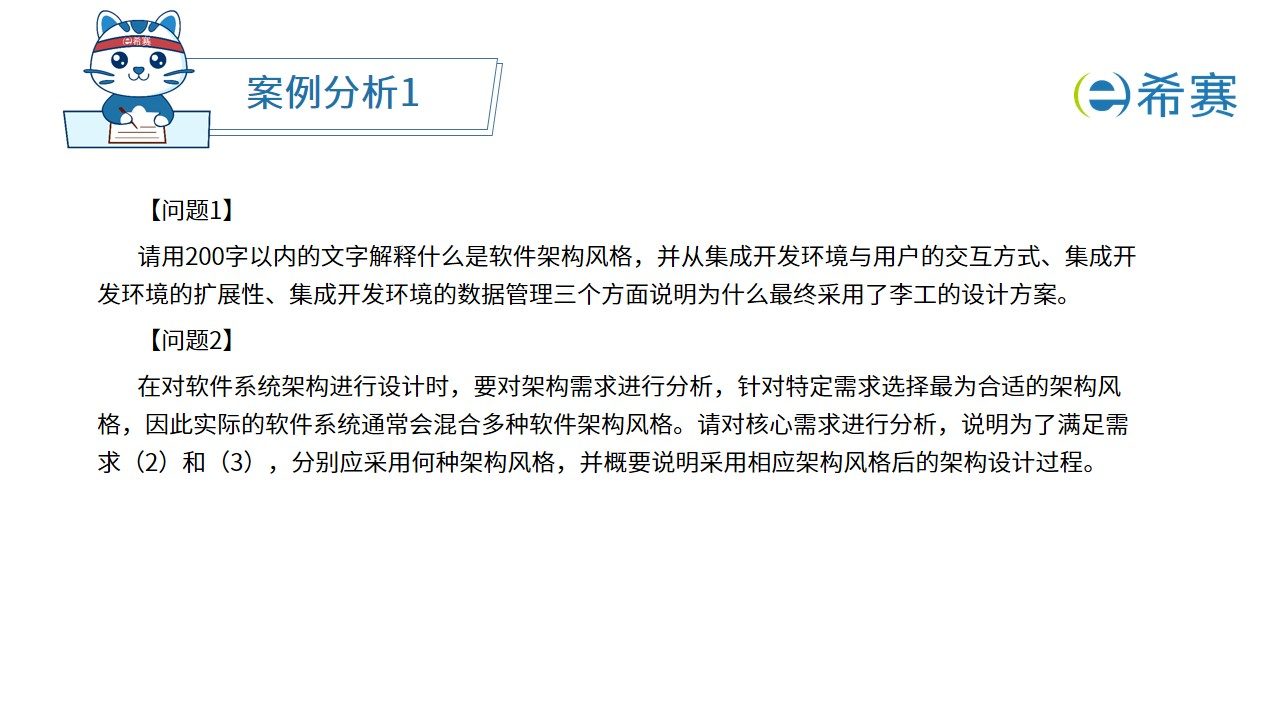 希赛
案例分析1
希赛
【问题1】
请用200字以内的文字解释什么是软件架构风格，并从集成开发环境与用户的交互方式、集成开
发环境的扩展性、集成开发环境的数据管理三个方面说明为什么最终采用了李工的设计方案。
【问题2】
在对软件系统架构进行设计时，要对架构需求进行分析，针对特定需求选择最为合适的架构风
格，因此实际的软件系统通常会混合多种软件架构风格。请对核心需求进行分析，说明为了满足需
求（2）和（3），分别应采用何种架构风格，并概要说明采用相应架构风格后的架构设计过程。